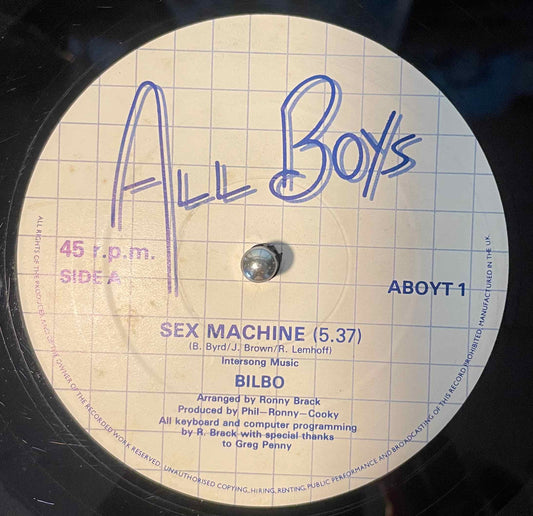 ALL BOYS
45 r.p.m.
SIDE A
ABOYT 1
SEX MACHINE (5.37)
(B. Byrd/J. Brown/R. Lemhoff)
Intersong Music
BILBO
Arranged by Ronny Brack
Produced by Phil—Ronny—Cooky
All keyboard and computer programming
by R. Brack with special thanks
to Greg Penny
ALL RIGHTS OF THE PRODUCER AND OF THE OWNER OF THE RECORDED WORK RESERVED. UNAUTHORISED COPYING, HIRING, RENTING, PUBLIC PERFORMANCE AND BROADCASTING OF THIS RECORD PROHIBITED. MANUFACTURED IN THE UK